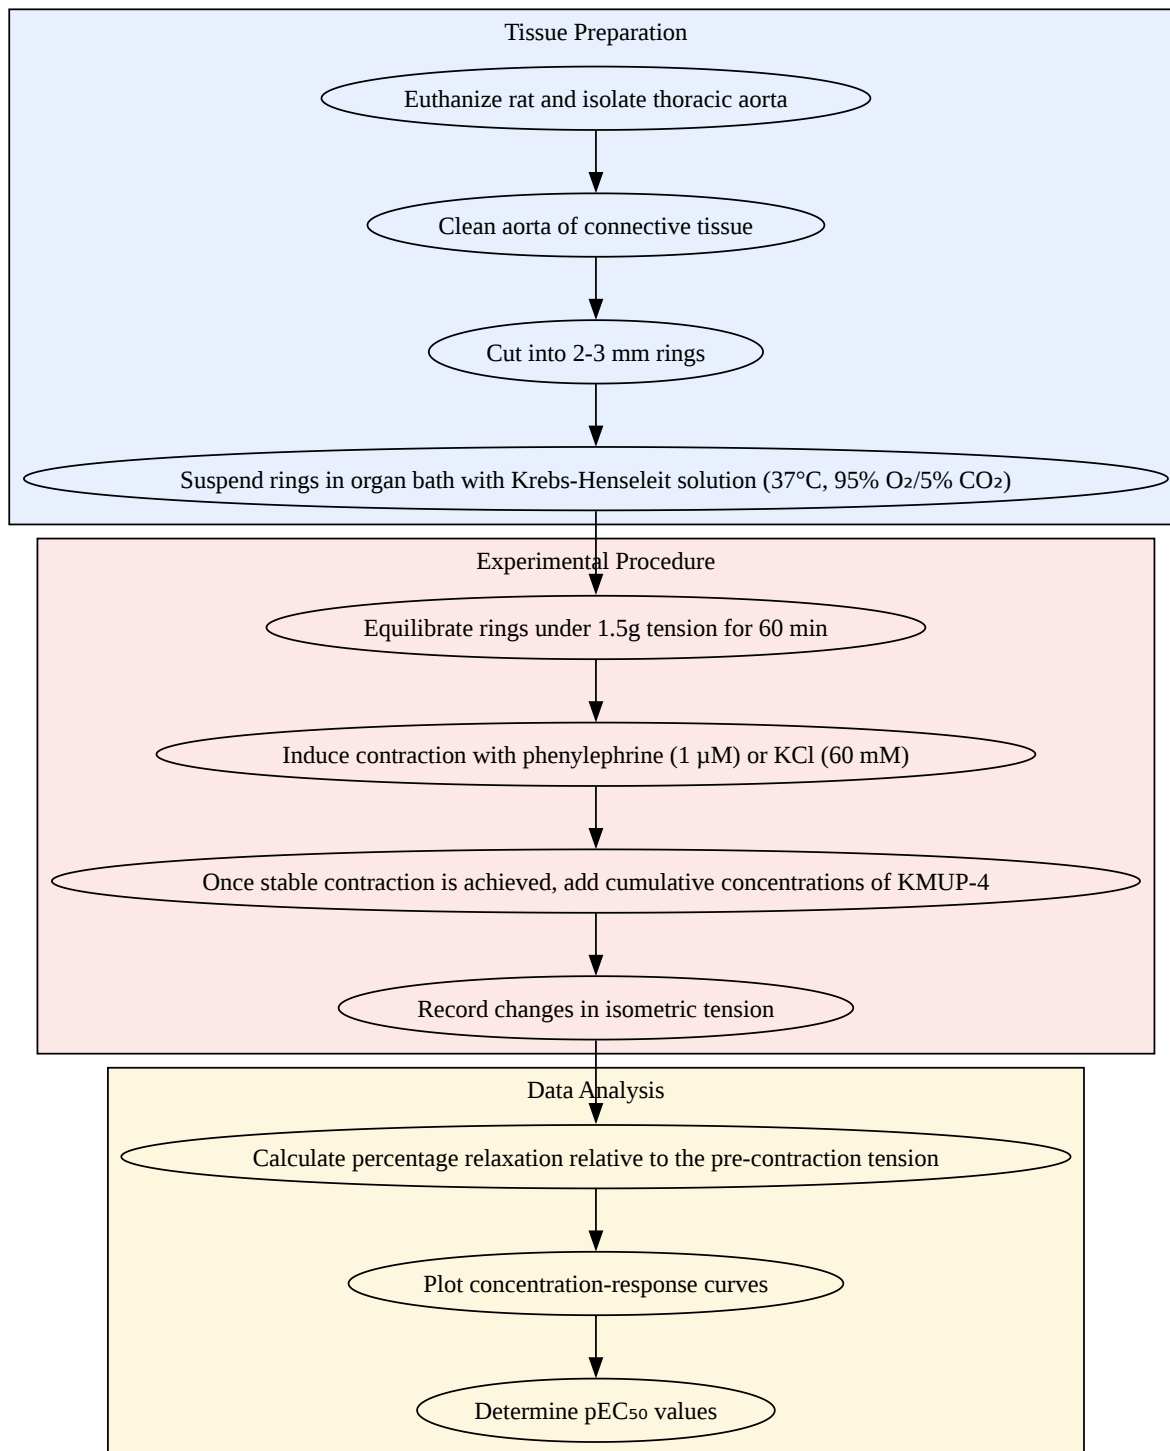 Tissue Preparation
Euthanize rat and isolate thoracic aorta
Clean aorta of connective tissue
Cut into 2-3 mm rings
Suspend rings in organ bath with Krebs-Henseleit solution (37°C, 95% O₂/5% CO₂)
Experimental Procedure
Equilibrate rings under 1.5g tension for 60 min
Induce contraction with phenylephrine (1 µM) or KCl (60 mM)
Once stable contraction is achieved, add cumulative concentrations of KMUP-4
Record changes in isometric tension
Data Analysis
Calculate percentage relaxation relative to the pre-contraction tension
Plot concentration-response curves
Determine pEC₅₀ values